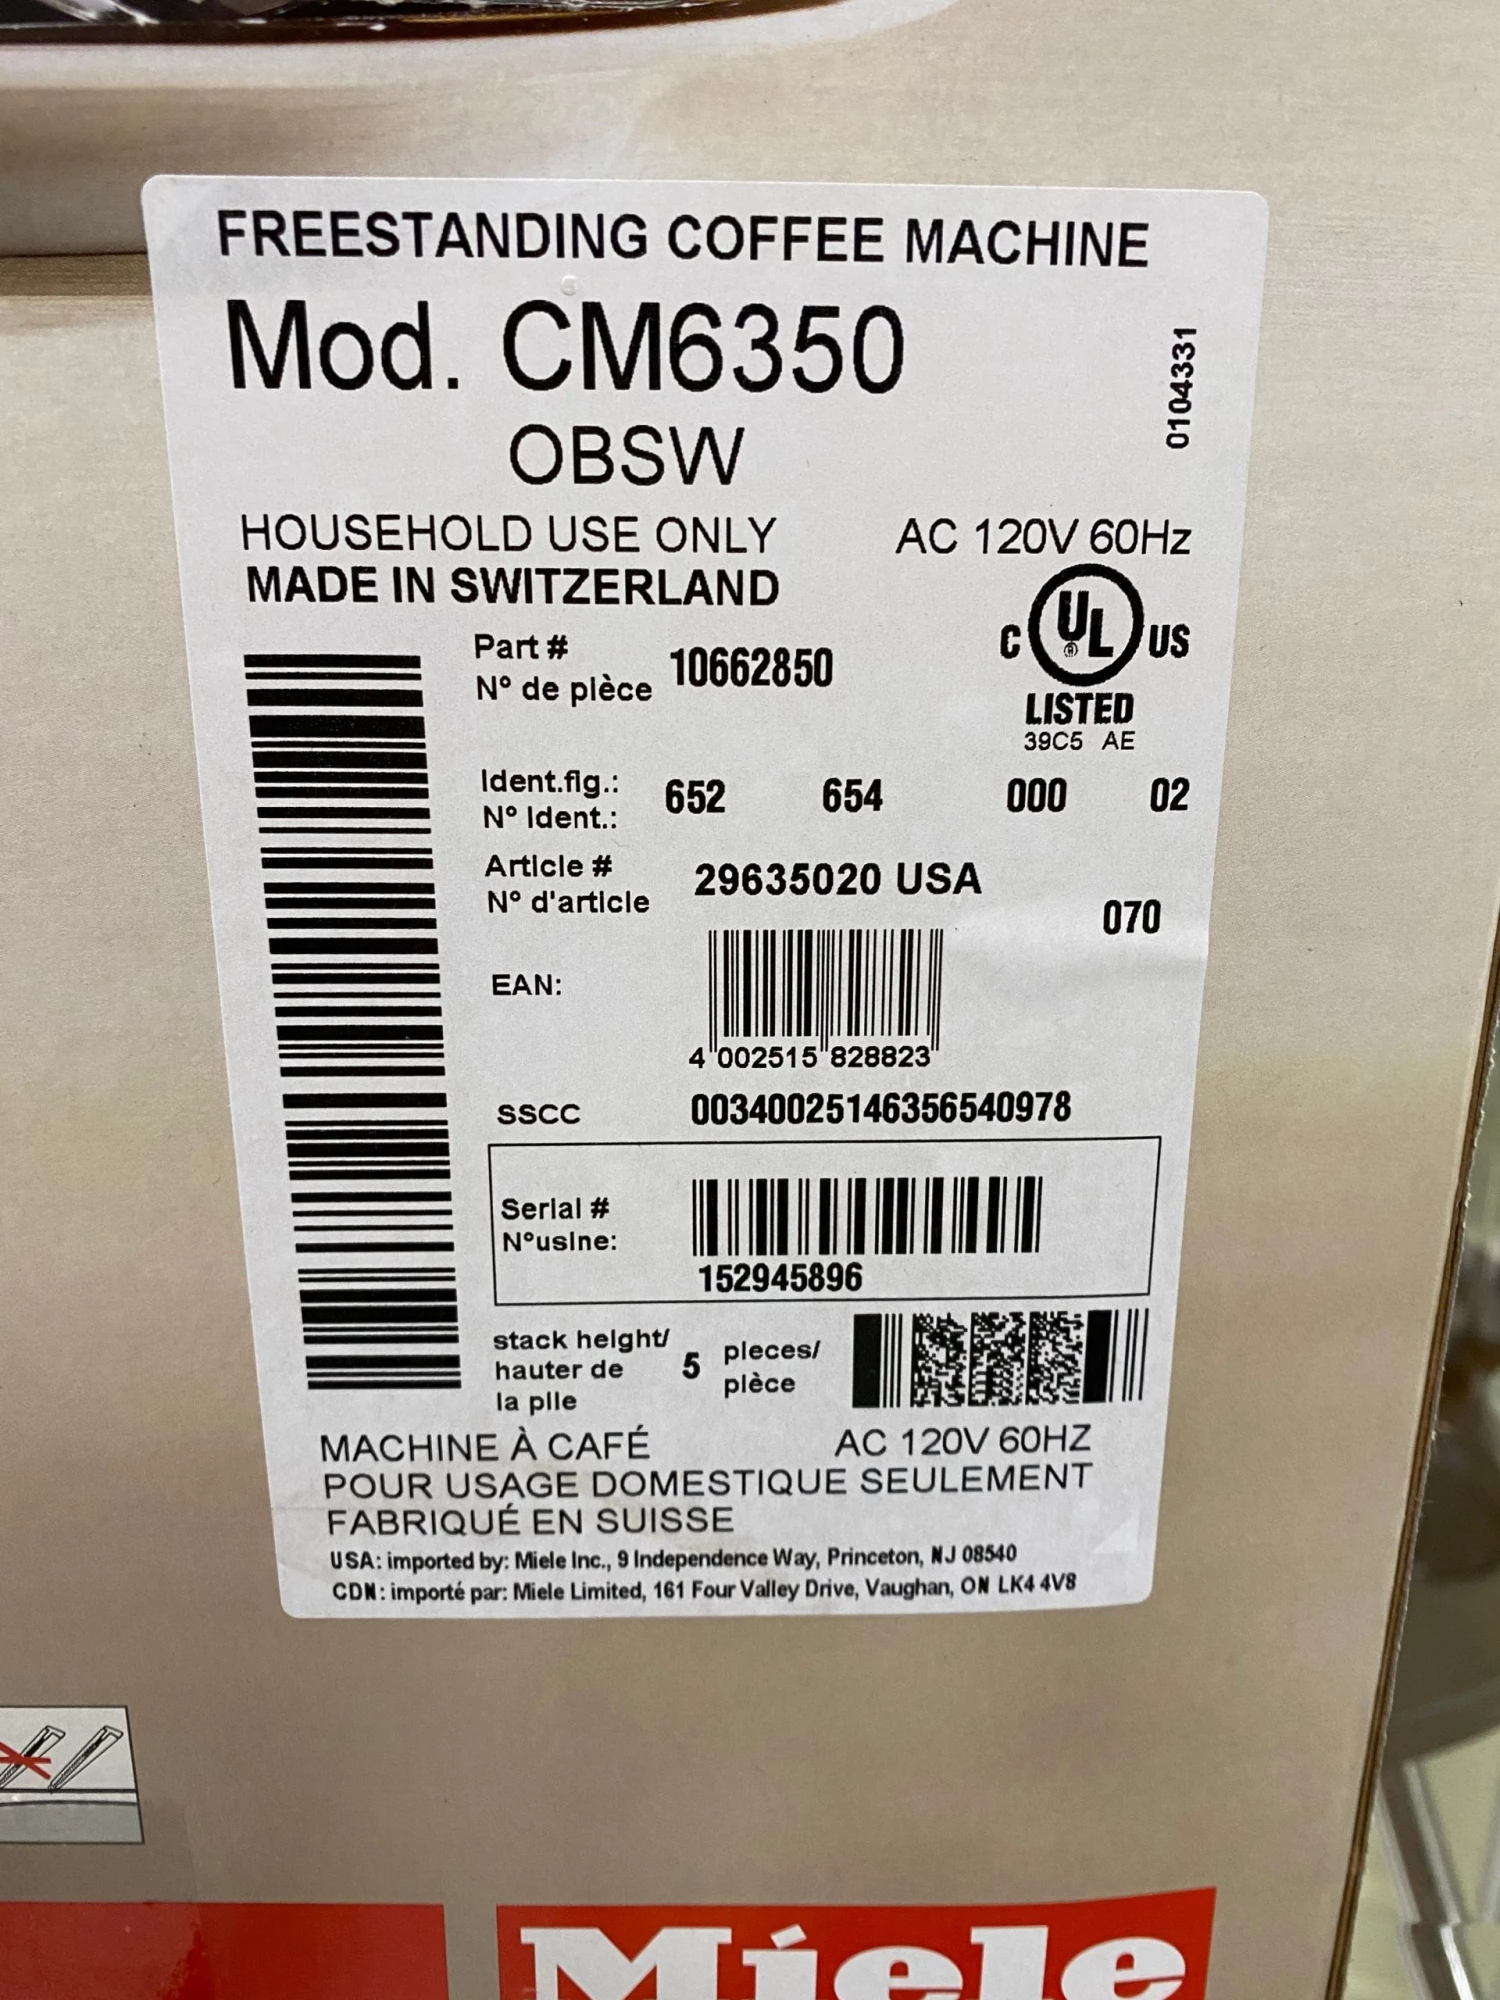 FREESTANDING COFFEE MACHINE
Mod. CM6350
0104331
OBSW
HOUSEHOLD USE ONLY AC 120V 60Hz
MADE IN SWITZERLAND
C UL US
®
LISTED
39C5 AE
Part # 10662850
N° de pièce
Ident.fig.: 652 654 000 02
N° Ident.:
Article # 29635020 USA
N° d'article
070
EAN:
4 002515 828823
SSCC 00340025146356540978
Serial #
N°usine:
152945896
stack height/ 5 pieces/
hauter de pièce
la pile
MACHINE À CAFÉ AC 120V 60HZ
POUR USAGE DOMESTIQUE SEULEMENT
FABRIQUÉ EN SUISSE
USA: imported by: Miele Inc., 9 Independence Way, Princeton, NJ 08540
CDN: importé par: Miele Limited, 161 Four Valley Drive, Vaughan, ON LK4 4V8
Miele